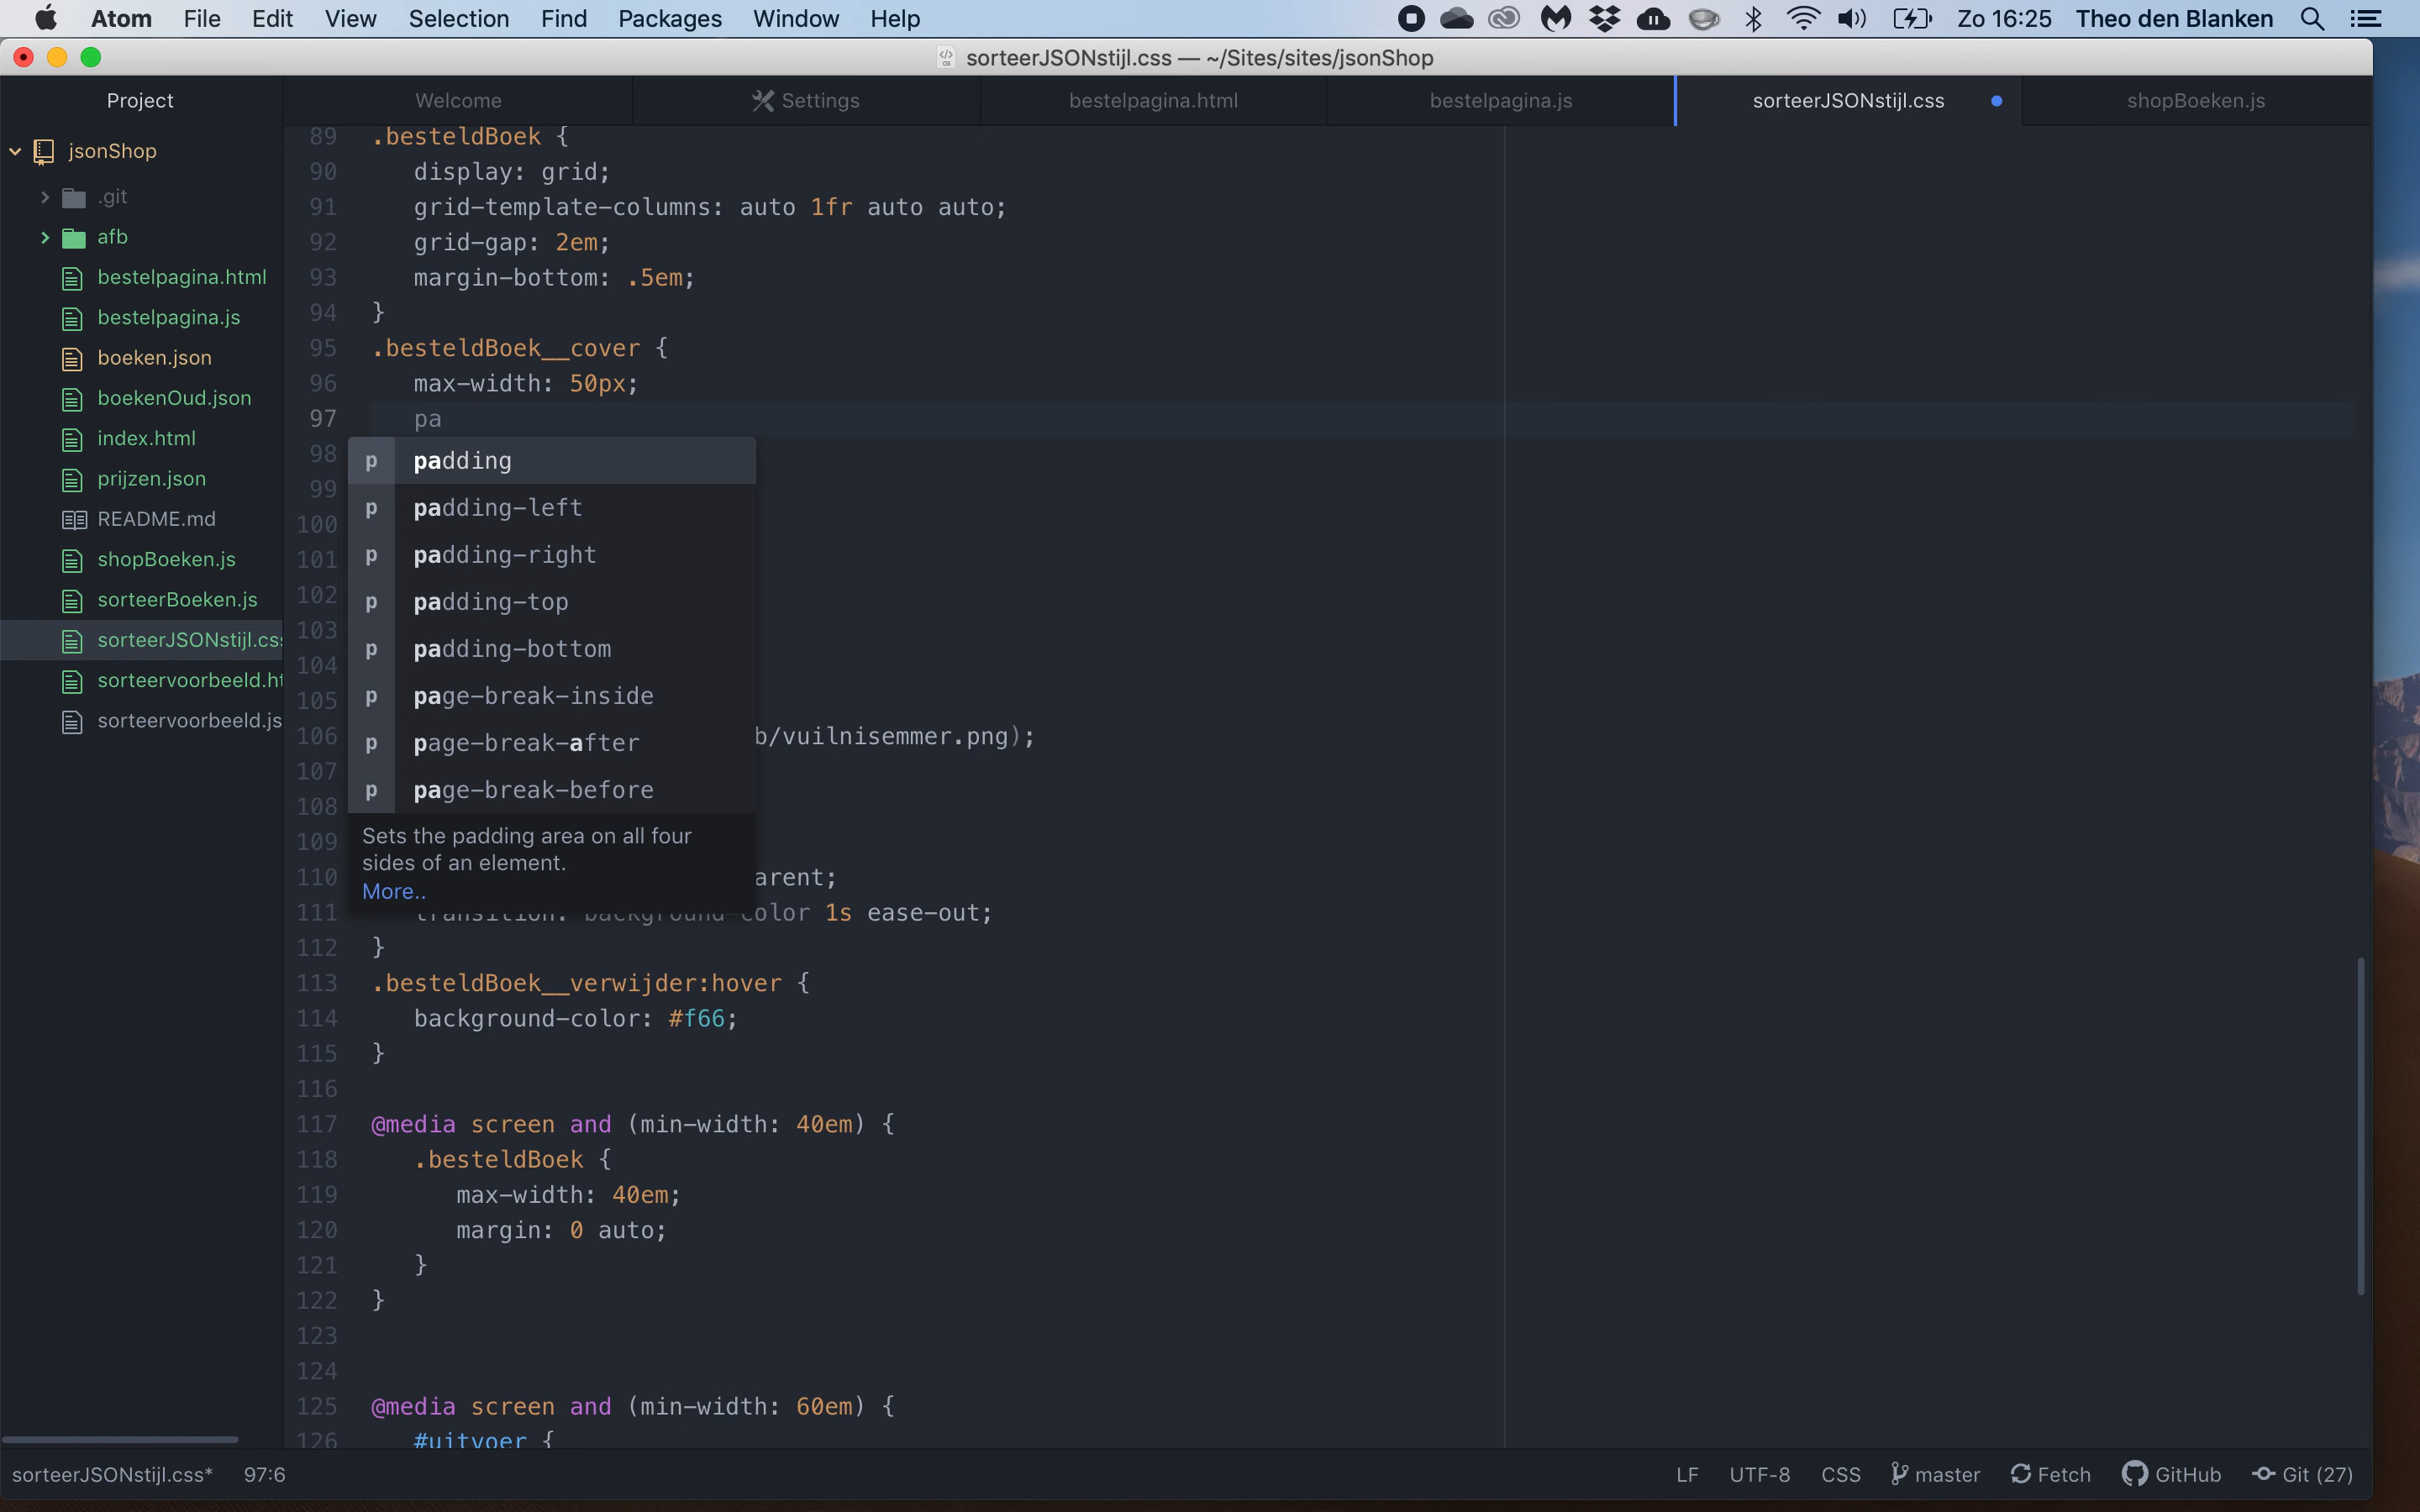 Atom File Edit View Selection Find Packages Window Help Zo 16:25 Theo den Blanken
sorteerJSONstijl.css — ~/Sites/sites/jsonShop
Project Welcome Settings bestelpagina.html bestelpagina.js sorteerJSONstijl.css shopBoeken.js
jsonShop
.git
afb
bestelpagina.html
bestelpagina.js
boeken.json
boekenOud.json
index.html
prijzen.json
README.md
shopBoeken.js
sorteerBoeken.js
sorteerJSONstijl.css
sorteervoorbeeld.ht
sorteervoorbeeld.js
89 .besteldBoek {
90 display: grid;
91 grid-template-columns: auto 1fr auto auto;
92 grid-gap: 2em;
93 margin-bottom: .5em;
94 }
95 .besteldBoek__cover {
96 max-width: 50px;
97 pa
98
99
100
101
102
103
104
105
106 b/vuilnisemmer.png);
107
108
109
110 arent;
111 transition: background-color 1s ease-out;
p padding
p padding-left
p padding-right
p padding-top
p padding-bottom
p page-break-inside
p page-break-after
p page-break-before
Sets the padding area on all four
sides of an element.
More..
112 }
113 .besteldBoek__verwijder:hover {
114 background-color: #f66;
115 }
116
117 @media screen and (min-width: 40em) {
118 .besteldBoek {
119 max-width: 40em;
120 margin: 0 auto;
121 }
122 }
123
124
125 @media screen and (min-width: 60em) {
126 #uitvoer {
sorteerJSONstijl.css* 97:6 LF UTF-8 CSS master Fetch GitHub Git (27)